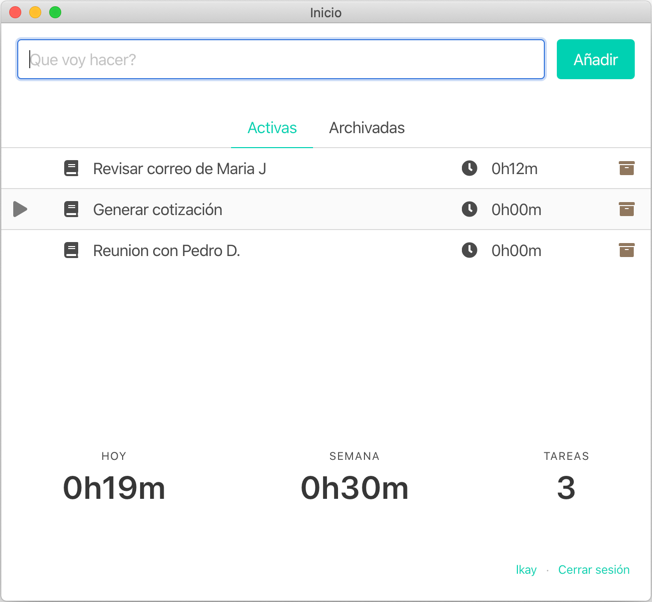 Inicio
Que voy hacer?
Añadir
Activas
Archivadas
Revisar correo de Maria J
0h12m
Generar cotización
0h00m
Reunion con Pedro D.
0h00m
HOY
SEMANA
TAREAS
0h19m
0h30m
3
Ikay · Cerrar sesión